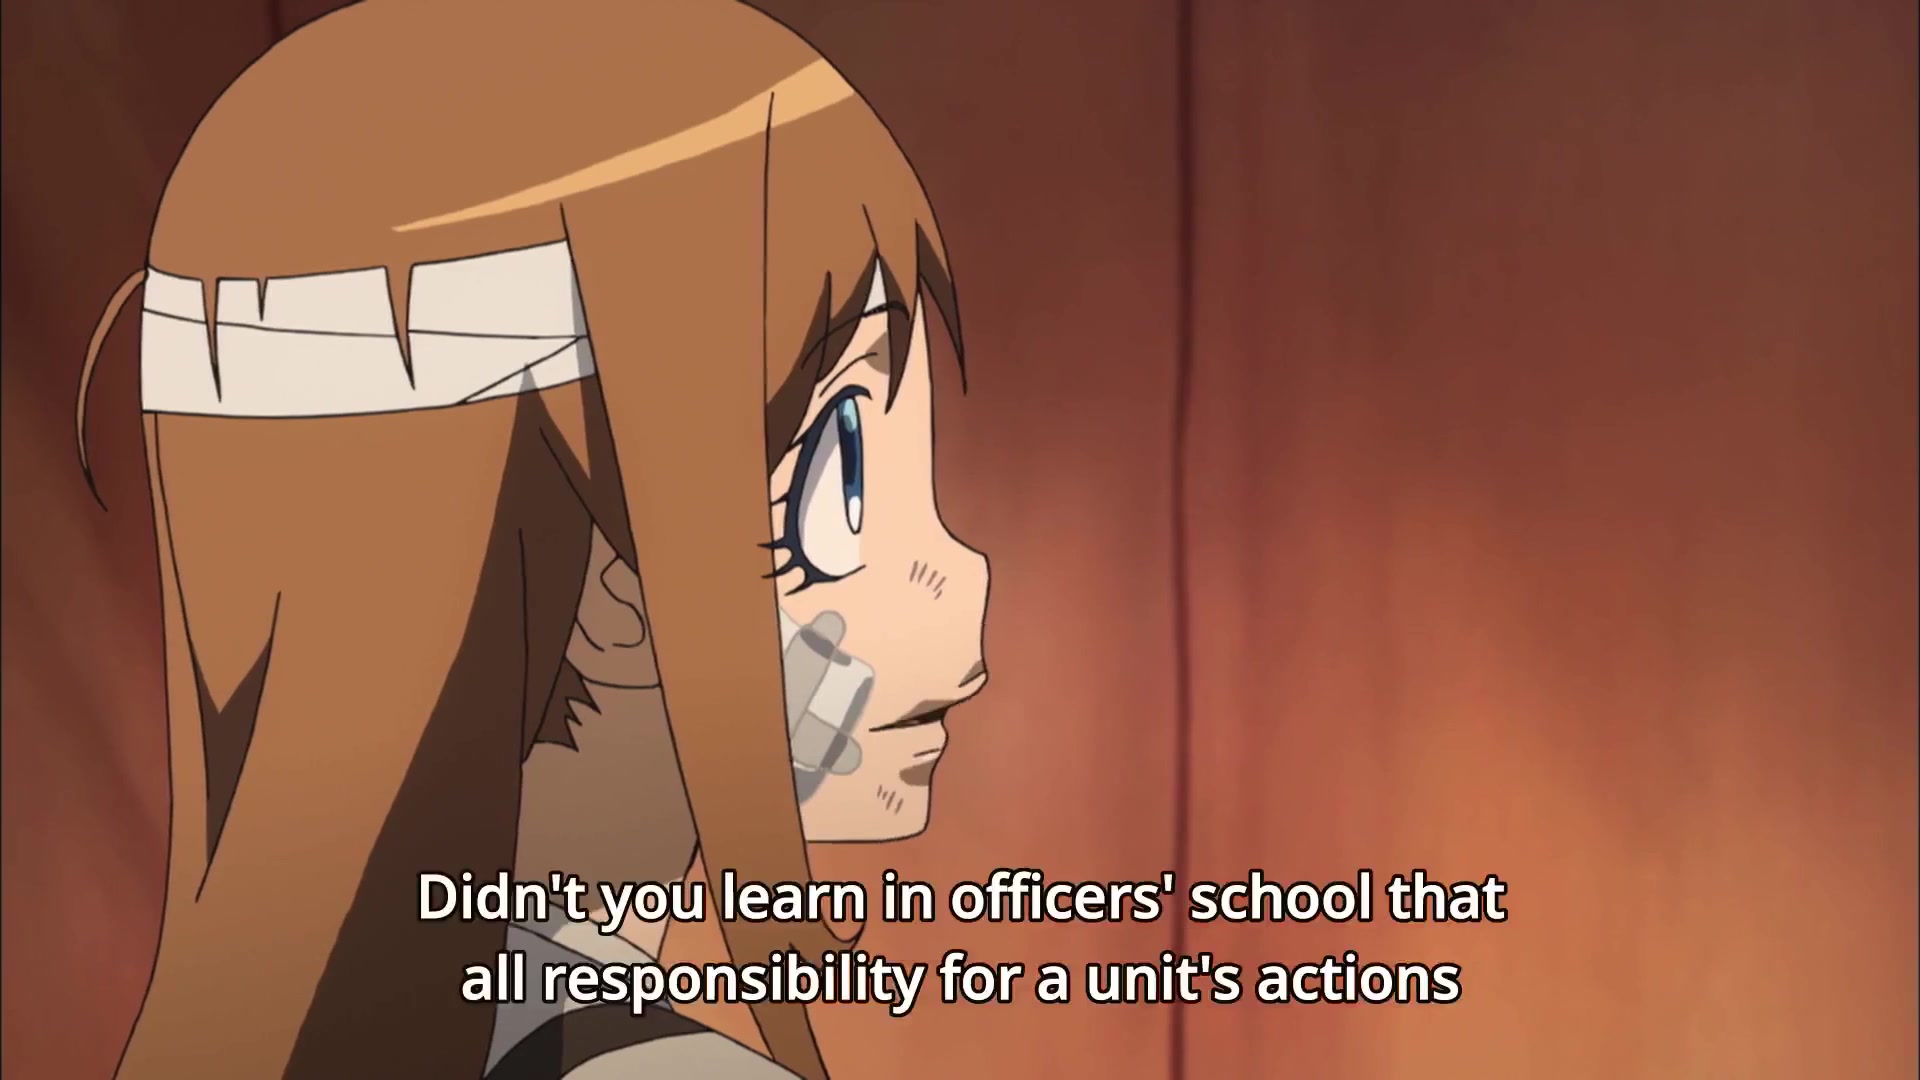 Didn't you learn in officers' school that
all responsibility for a unit's actions